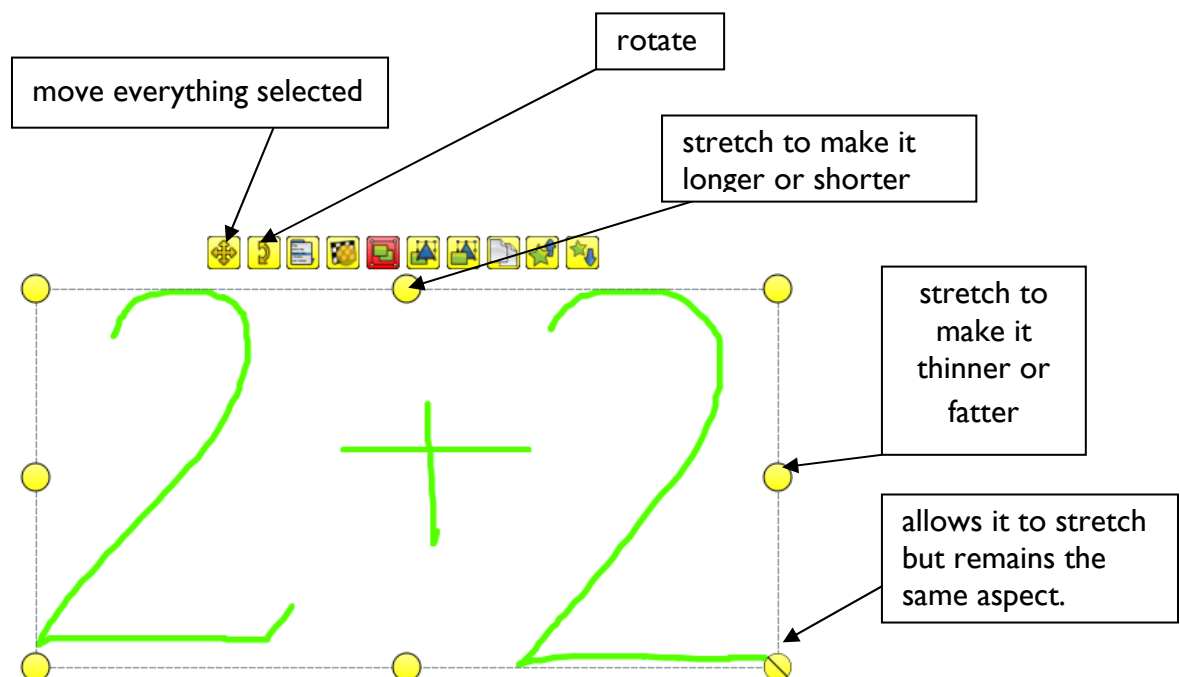 rotate
move everything selected
stretch to make it
longer or shorter
stretch to
make it
thinner or
fatter
2 + 2
allows it to stretch
but remains the
same aspect.